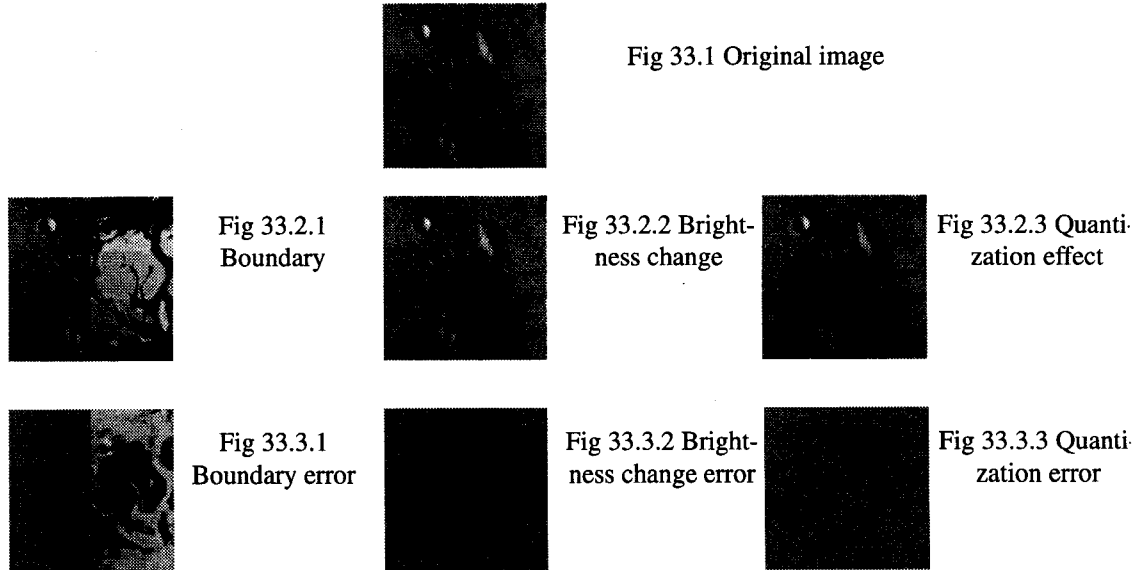 Fig 33.1 Original image
Fig 33.2.1
Boundary
Fig 33.2.2 Bright-
ness change
Fig 33.2.3 Quanti-
zation effect
Fig 33.3.1
Boundary error
Fig 33.3.2 Bright-
ness change error
Fig 33.3.3 Quanti-
zation error